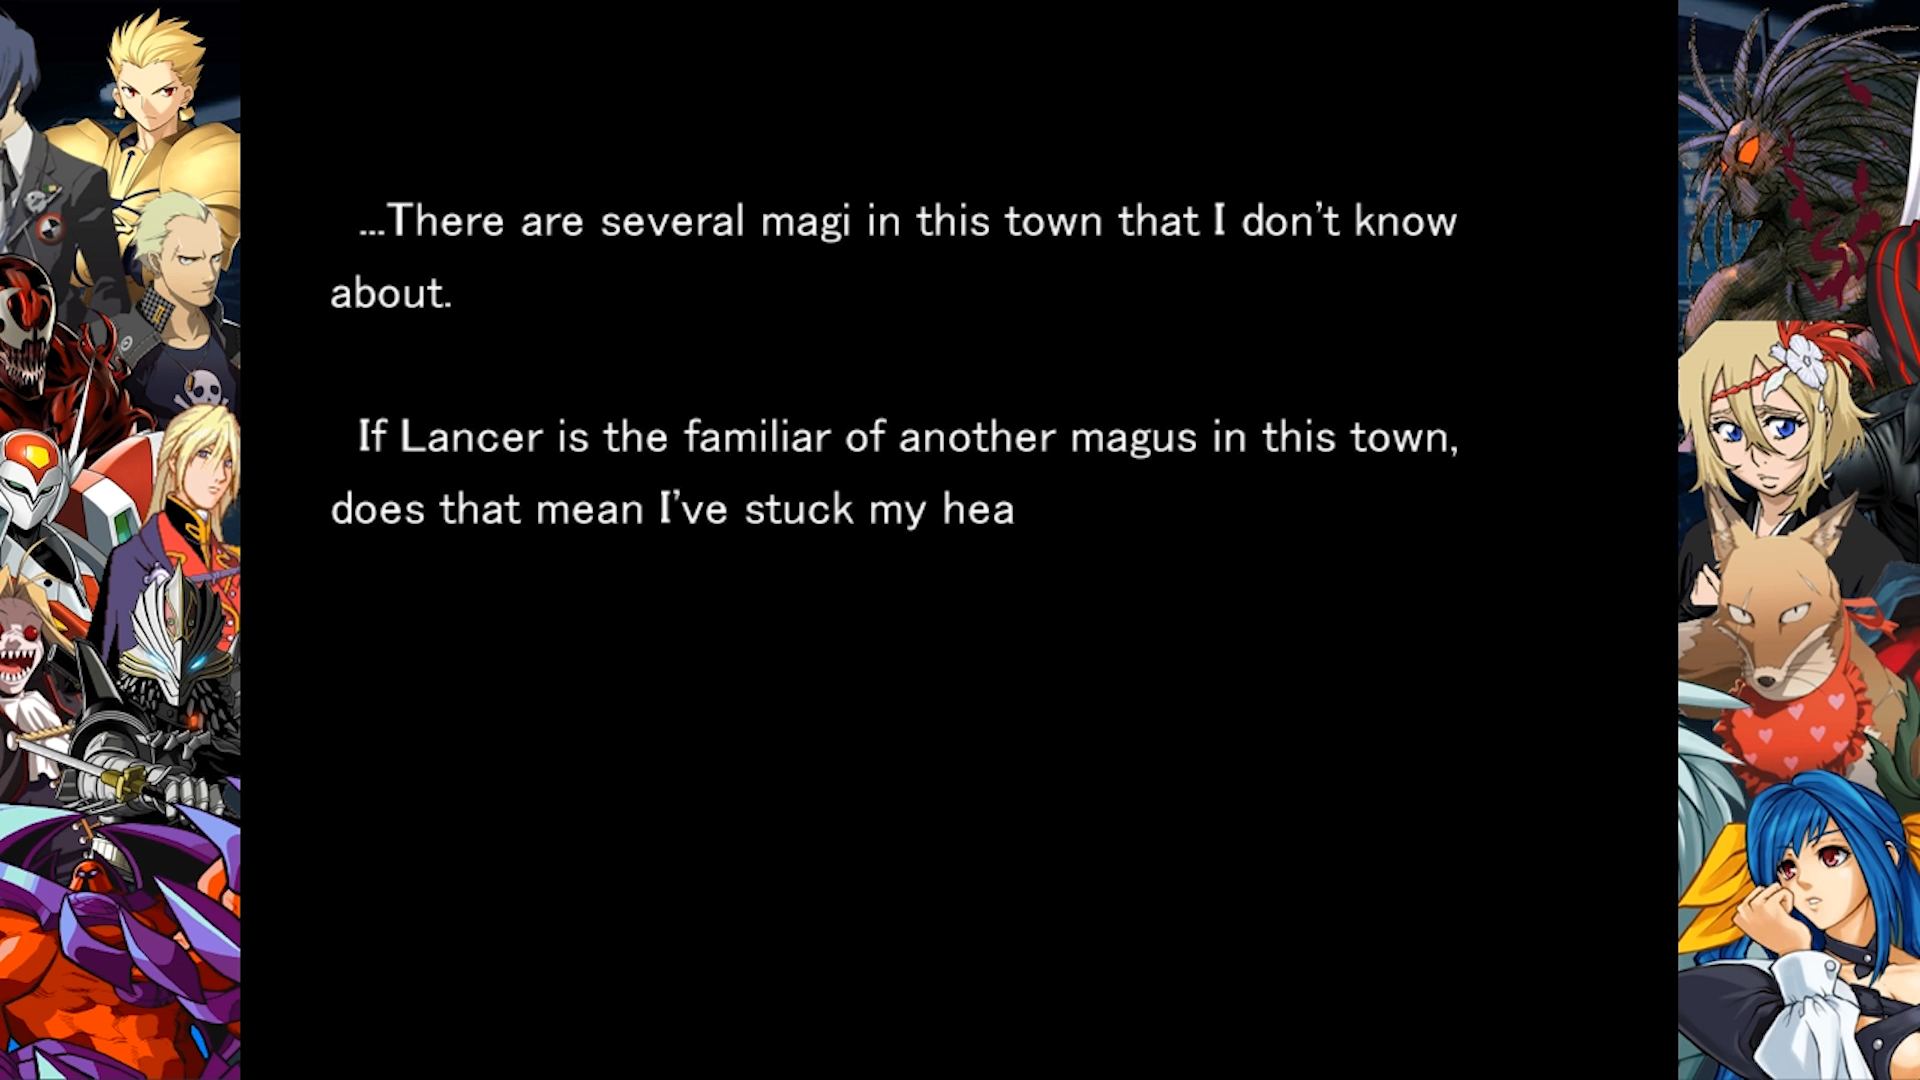 ...There are several magi in this town that I don't know
about.
If Lancer is the familiar of another magus in this town,
does that mean I've stuck my hea